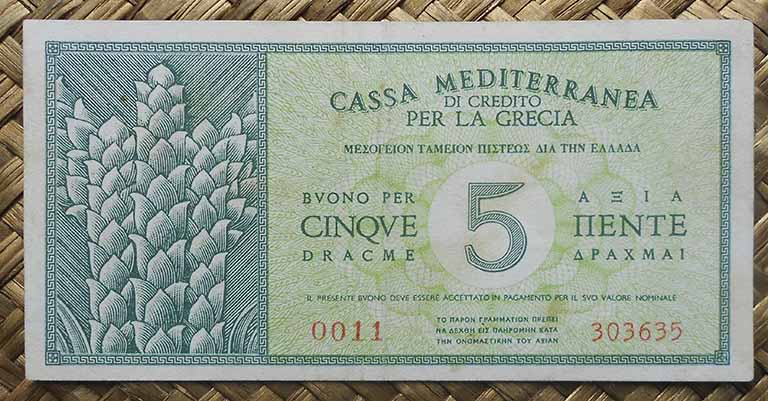 CASSA MEDITERRANEA
DI CREDITO
PER LA GRECIA
ΜΕΣΟΓΕΙΟΝ ΤΑΜΕΙΟΝ ΠΙΣΤΕΩΣ ΔΙΑ ΤΗΝ ΕΛΛΑΔΑ
BVONO PER
CINQVE
DRACME
5
ΑΞΙΑ
ΠΕΝΤΕ
ΔΡΑΧΜΑΙ
IL PRESENTE BVONO DEVE ESSERE ACCETTATO IN PAGAMENTO PER IL SVO VALORE NOMINALE
0011
ΤΟ ΠΑΡΟΝ ΓΡΑΜΜΑΤΙΟΝ ΠΡΕΠΕΙ
ΝΑ ΔΕΧΘΗ ΕΙΣ ΠΛΗΡΩΜΗΝ ΚΑΤΑ
ΤΗΝ ΟΝΟΜΑΣΤΙΚΗΝ ΤΟΥ ΑΞΙΑΝ
303635